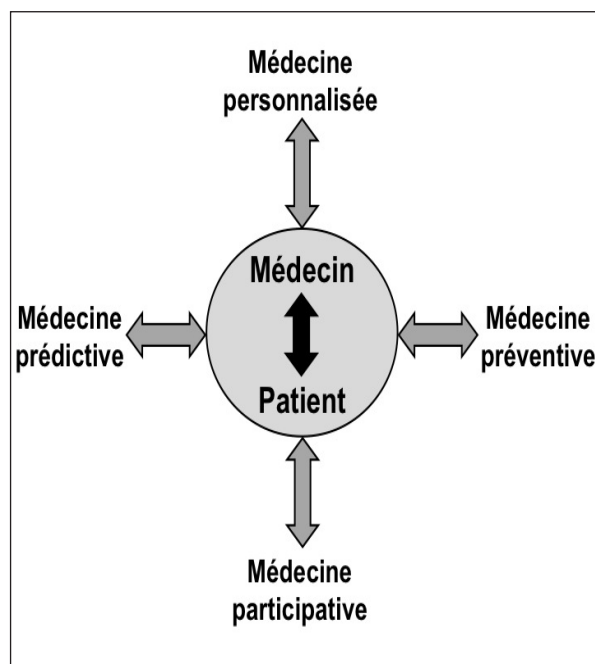 Médecine
personnalisée
Médecin
Médecine
prédictive
Médecine
préventive
Patient
Médecine
participative